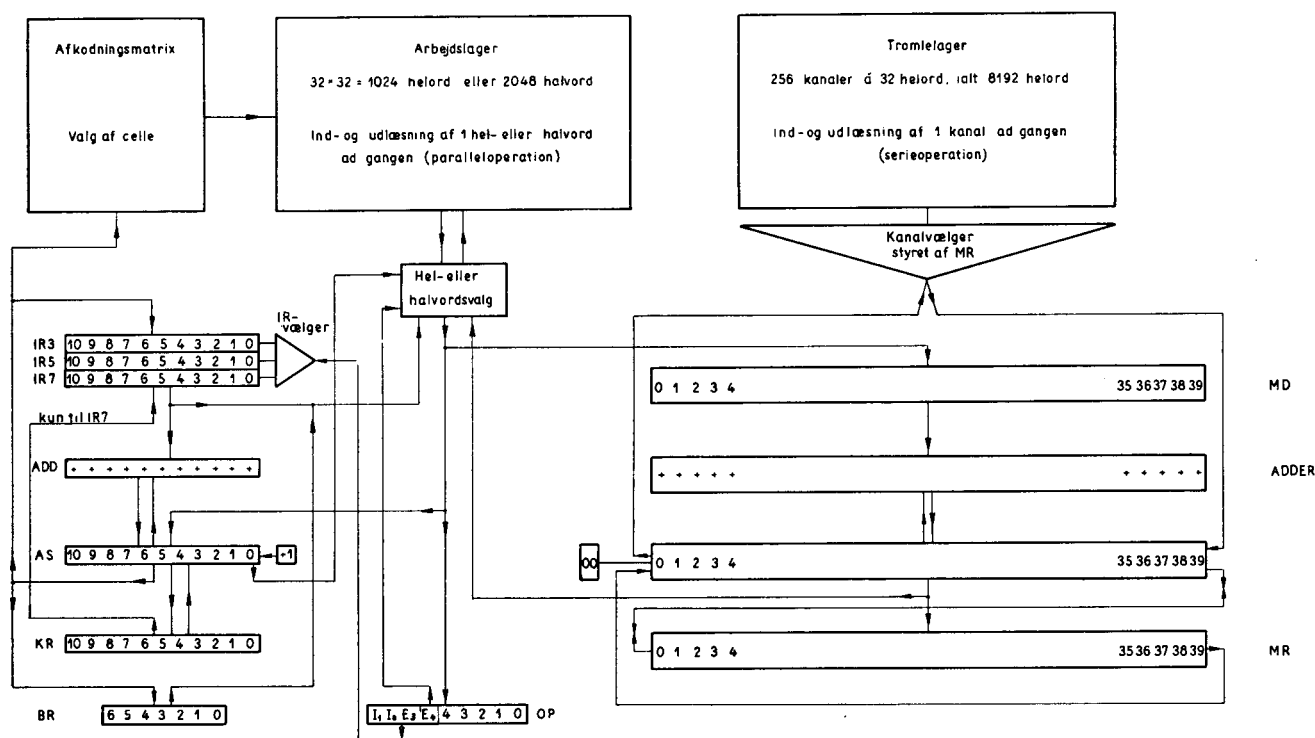 Afkodningsmatrix
Valg af celle
Arbejdslager
32 × 32 = 1024 helord eller 2048 halvord
Ind- og udlæsning af 1 hel- eller halvord
ad gangen (paralleloperation)
Tromlelager
256 kanaler á 32 helord, ialt 8192 helord
Ind- og udlæsning af 1 kanal ad gangen
(serieoperation)
Kanalvælger
styret af MR
Hel- eller
halvordsvalg
IR-
vælger
IR3 10 9 8 7 6 5 4 3 2 1 0
IR5 10 9 8 7 6 5 4 3 2 1 0
IR7 10 9 8 7 6 5 4 3 2 1 0
kun til IR7
0 1 2 3 4 35 36 37 38 39 MD
ADD + + + + + + + + + + +
+ + + + + + + + + + ADDER
AS 10 9 8 7 6 5 4 3 2 1 0 +1
00 0 1 2 3 4 35 36 37 38 39
KR 10 9 8 7 6 5 4 3 2 1 0
0 1 2 3 4 35 36 37 38 39 MR
BR 6 5 4 3 2 1 0
4 3 2 1 0 OP